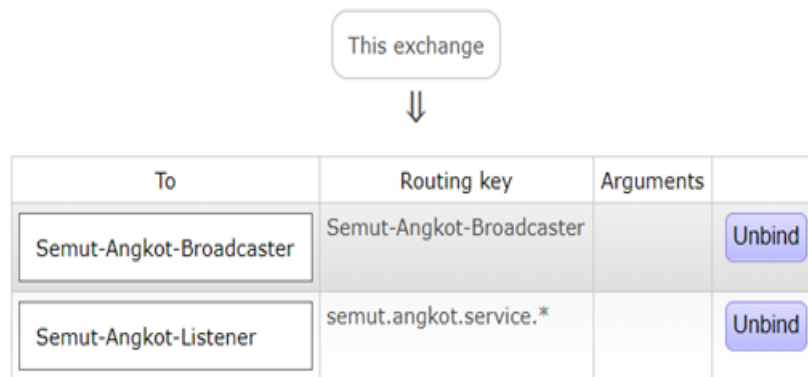 This exchange
⇓
To Routing key Arguments
Semut-Angkot-Broadcaster Semut-Angkot-Broadcaster Unbind
Semut-Angkot-Listener semut.angkot.service.* Unbind